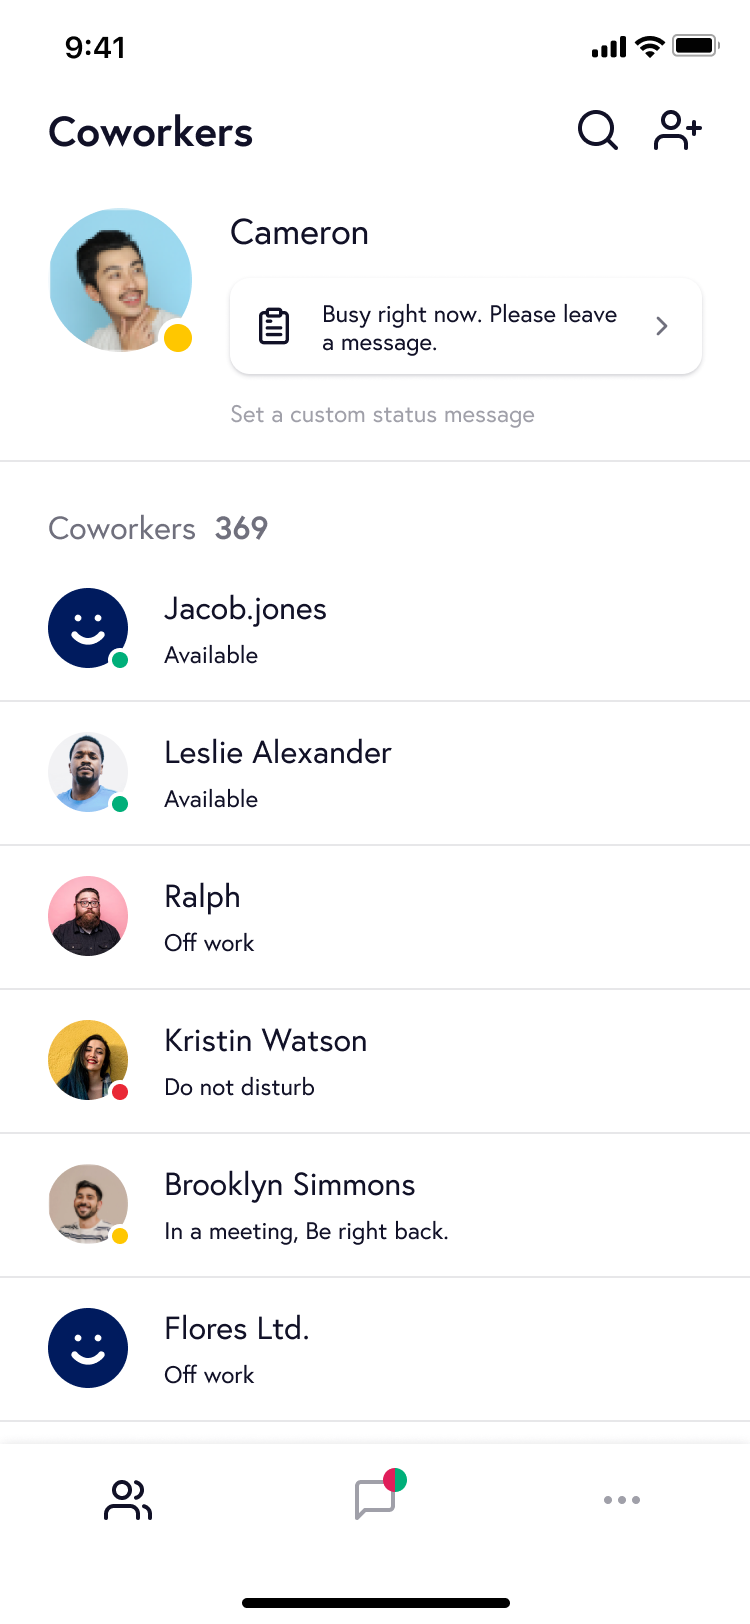 9:41
Coworkers
Cameron
Busy right now. Please leave
a message.
Set a custom status message
Coworkers 369
Jacob.jones
Available
Leslie Alexander
Available
Ralph
Off work
Kristin Watson
Do not disturb
Brooklyn Simmons
In a meeting, Be right back.
Flores Ltd.
Off work